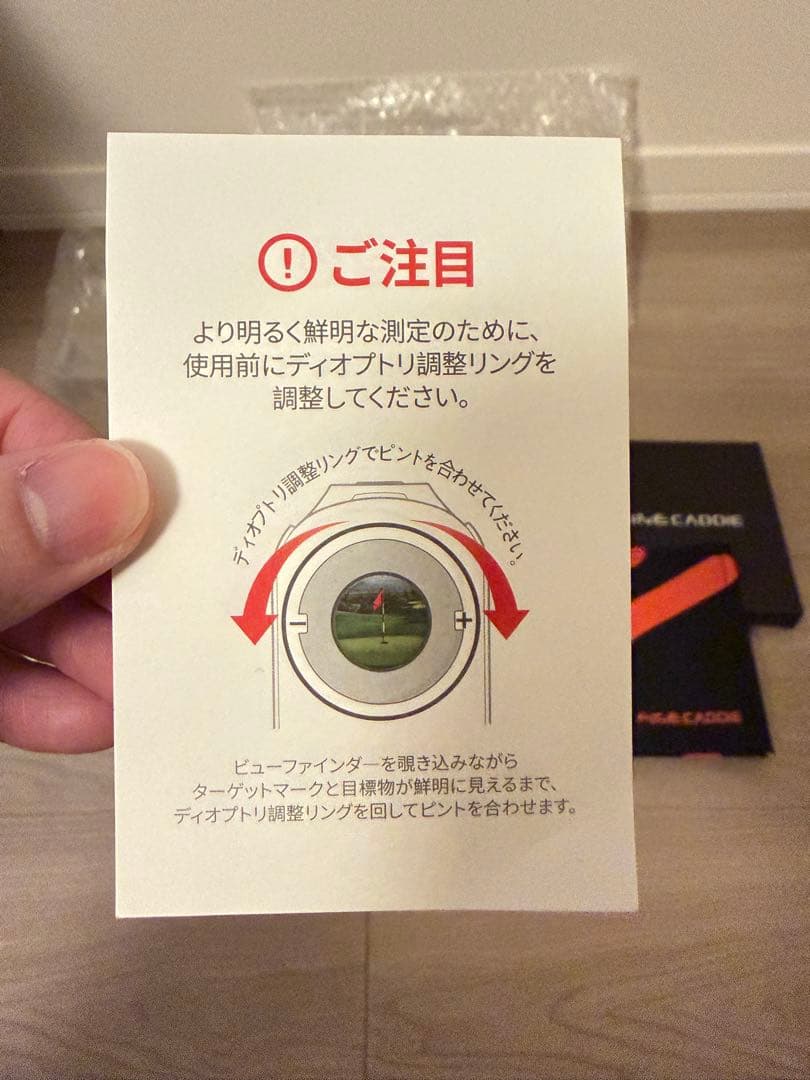 ! ご注目
より明るく鮮明な測定のために、
使用前にディオプトリ調整リングを
調整してください。
ディオプトリ調整リングでピントを合わせてください。
− +
ビューファインダーを覗き込みながら
ターゲットマークと目標物が鮮明に見えるまで、
ディオプトリ調整リングを回してピントを合わせます。
CADDIE
CADDIE